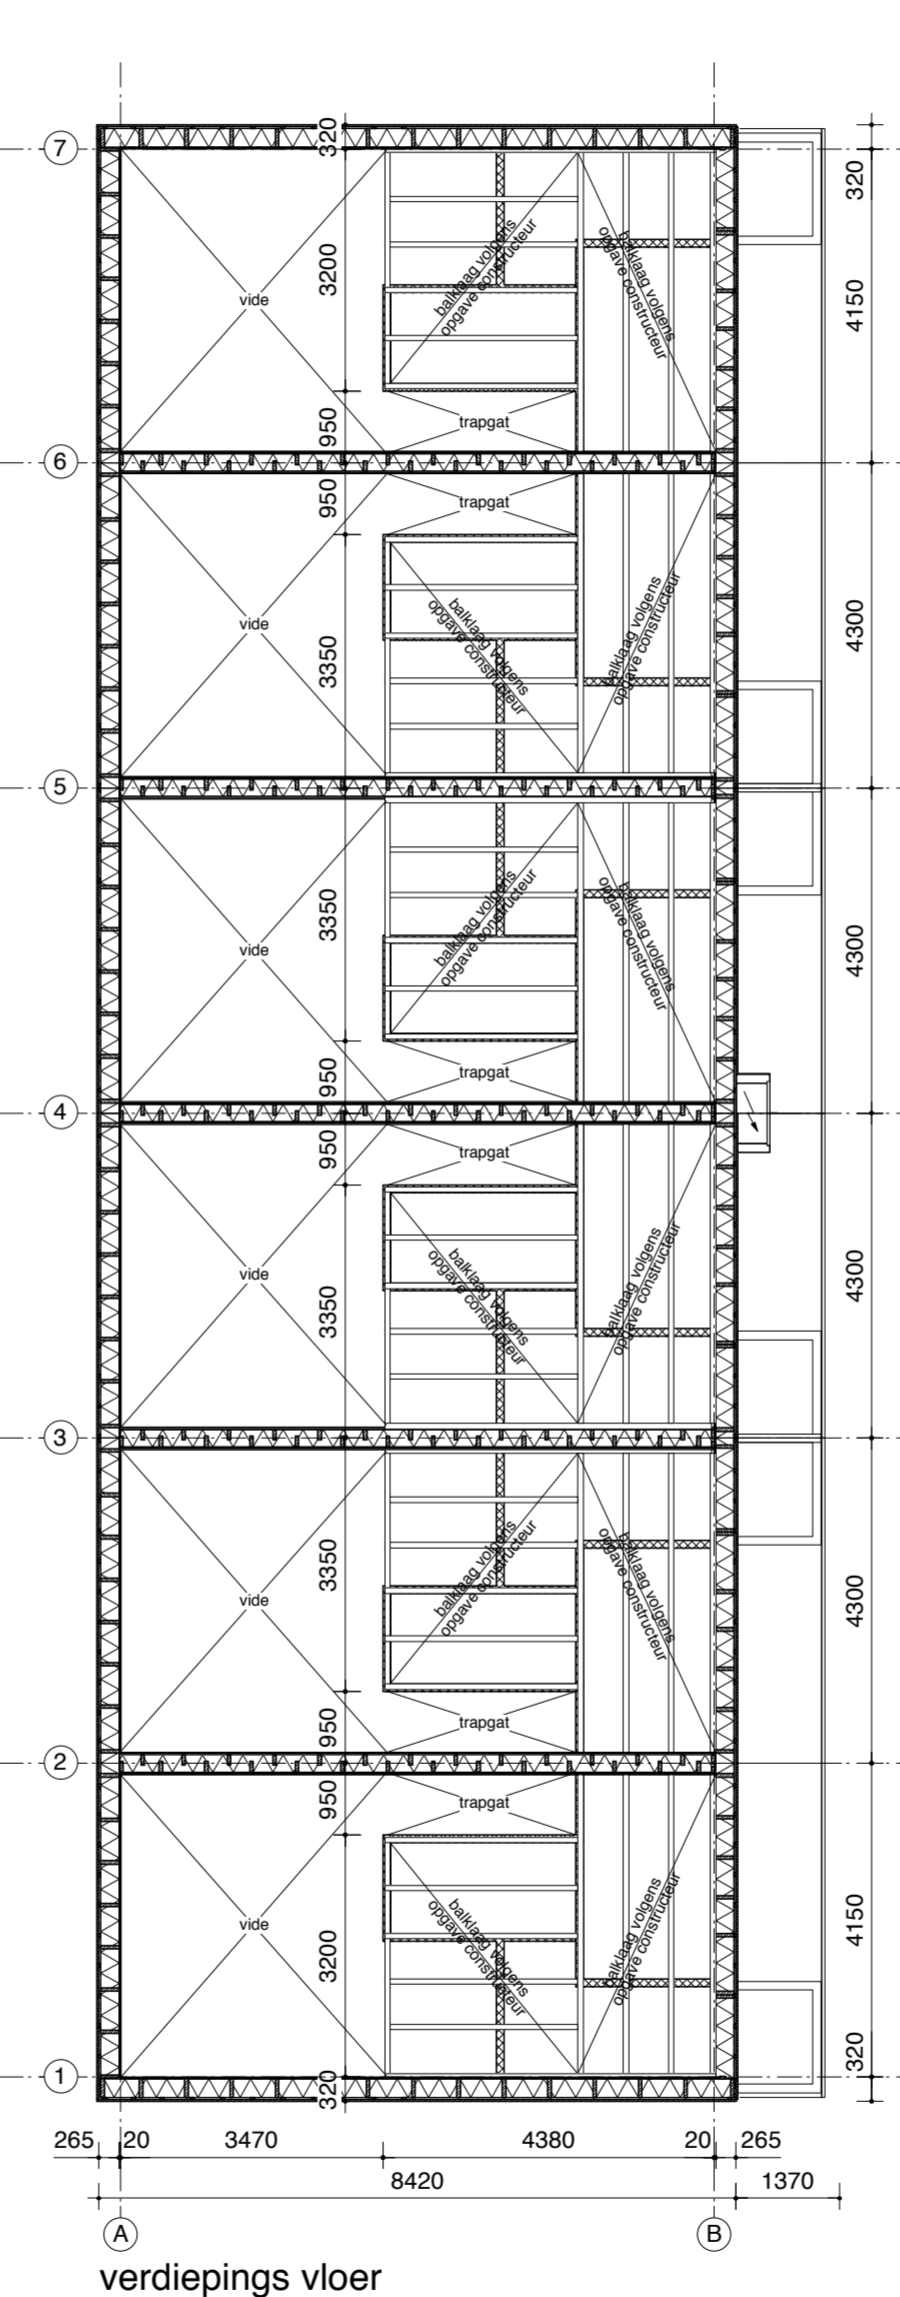 7
320
320
3200
vide
balklaag volgens
opgave constructeur
balklaag volgens
opgave constructeur
4150
950
trapgat
6
950
trapgat
vide
3350
balklaag volgens
opgave constructeur
balklaag volgens
opgave constructeur
4300
5
3350
vide
balklaag volgens
opgave constructeur
balklaag volgens
opgave constructeur
4300
950
trapgat
4
950
trapgat
vide
3350
balklaag volgens
opgave constructeur
balklaag volgens
opgave constructeur
4300
3
3350
vide
balklaag volgens
opgave constructeur
balklaag volgens
opgave constructeur
4300
950
trapgat
2
950
trapgat
vide
3200
balklaag volgens
opgave constructeur
balklaag volgens
opgave constructeur
4150
1
320
320
265 20 3470 4380 20 265
8420 1370
A B
verdiepings vloer